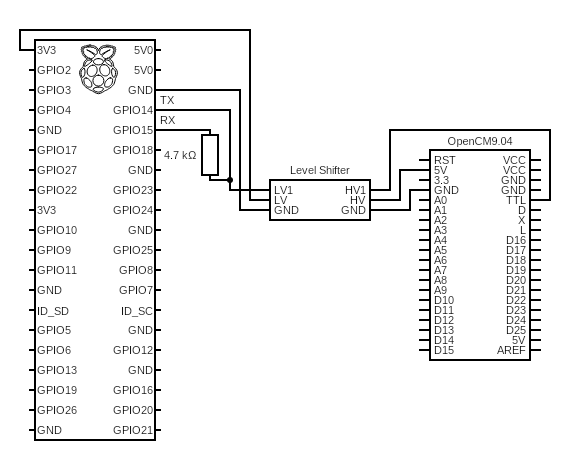 3V3 5V0
GPIO2 5V0
GPIO3 GND
GPIO4 GPIO14 TX
GND GPIO15 RX
GPIO17 GPIO18 4.7 kΩ
GPIO27 GND
GPIO22 GPIO23
3V3 GPIO24
GPIO10 GND
GPIO9 GPIO25
GPIO11 GPIO8
GND GPIO7
ID_SD ID_SC
GPIO5 GND
GPIO6 GPIO12
GPIO13 GND
GPIO19 GPIO16
GPIO26 GPIO20
GND GPIO21
Level Shifter
LV1 HV1
LV HV
GND GND
OpenCM9.04
RST VCC
5V VCC
3.3 GND
GND GND
A0 TTL
A1 D
A2 X
A3 L
A4 D16
A5 D17
A6 D18
A7 D19
A8 D20
A9 D21
D10 D22
D11 D23
D12 D24
D13 D25
D14 5V
D15 AREF